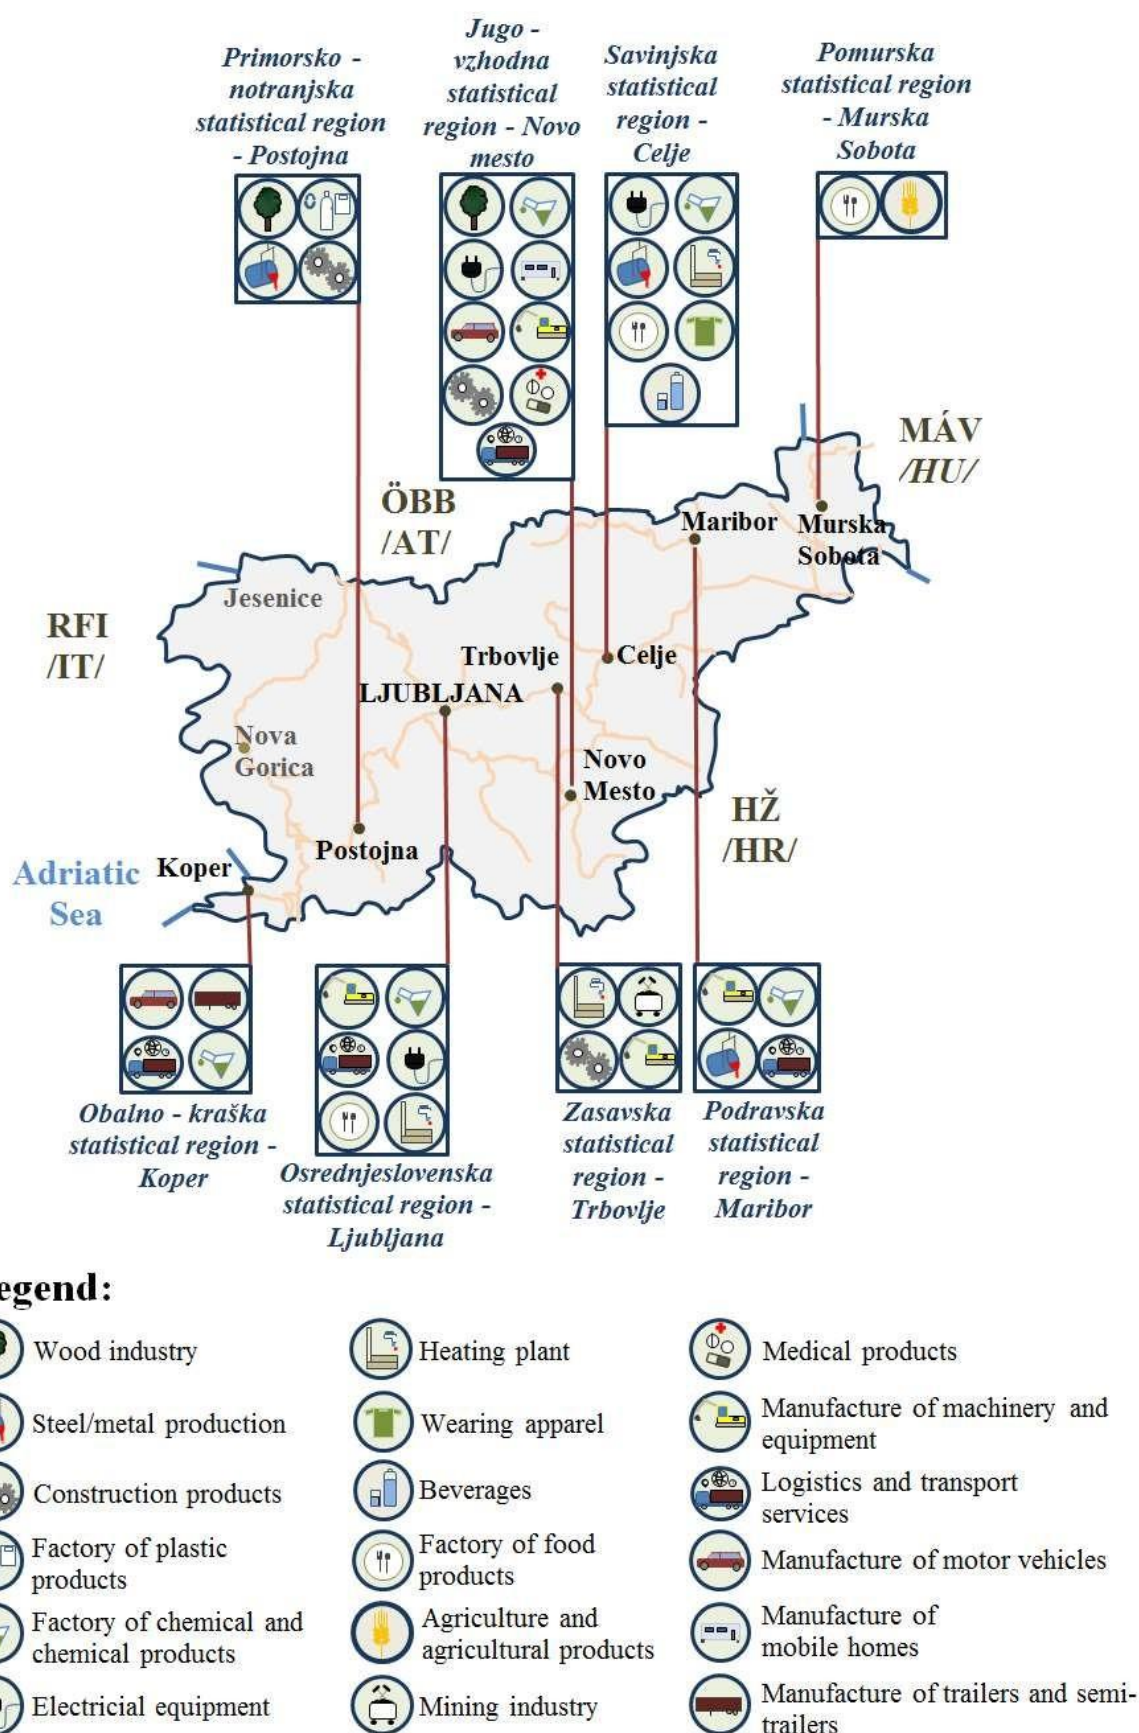 Primorsko -
notranjska
statistical region
- Postojna
Jugo -
vzhodna
statistical
region - Novo
mesto
Savinjska
statistical
region -
Celje
Pomurska
statistical region
- Murska
Sobota
MÁV
/HU/
ÖBB
/AT/
Maribor
Murska
Sobota
Jesenice
RFI
/IT/
Trbovlje
Celje
LJUBLJANA
Nova
Gorica
Novo
Mesto
HŽ
/HR/
Postojna
Koper
Adriatic
Sea
Obalno - kraška
statistical region -
Koper
Osrednjeslovenska
statistical region -
Ljubljana
Zasavska
statistical
region -
Trbovlje
Podravska
statistical
region -
Maribor
egend:
Wood industry
Steel/metal production
Construction products
Factory of plastic
products
Factory of chemical and
chemical products
Electricial equipment
Heating plant
Wearing apparel
Beverages
Factory of food
products
Agriculture and
agricultural products
Mining industry
Medical products
Manufacture of machinery and
equipment
Logistics and transport
services
Manufacture of motor vehicles
Manufacture of
mobile homes
Manufacture of trailers and semi-
trailers